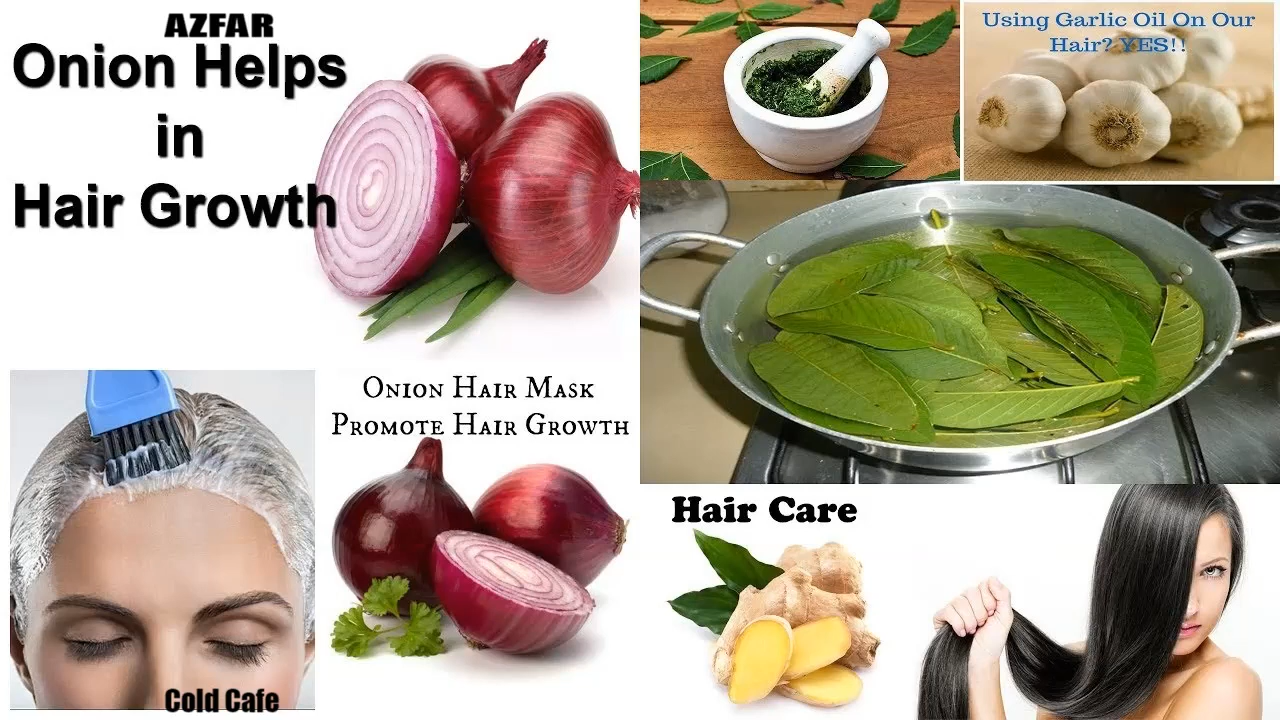 AZFAR
Onion Helps
in
Hair Growth
Using Garlic Oil On Our
Hair? YES!!
Onion Hair Mask
Promote Hair Growth
Hair Care
Cold Cafe